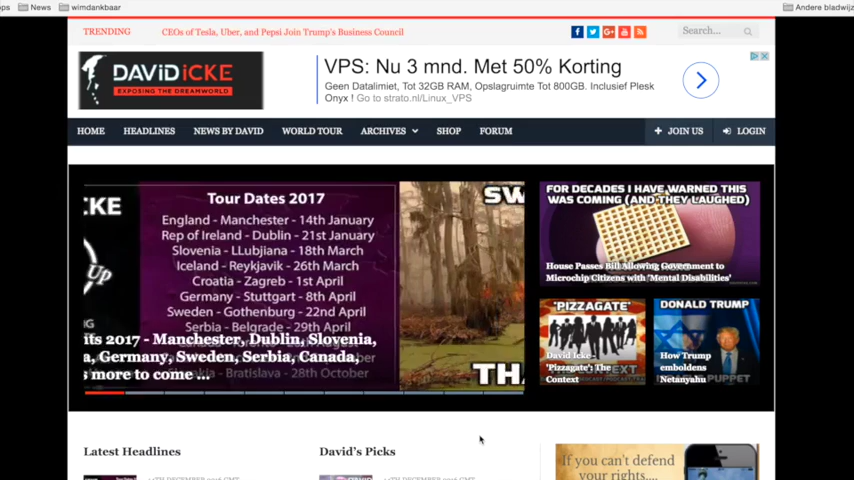 News
wimdankbaar
Andere bladwijz
TRENDING
CEOs of Tesla, Uber, and Pepsi Join Trump's Business Council
Search...
DAViD iCKE
EXPOSING THE DREAMWORLD
VPS: Nu 3 mnd. Met 50% Korting
Geen Datalimiet, Tot 32GB RAM, Opslagruimte Tot 800GB. Inclusief Plesk
Onyx ! Go to strato.nl/Linux_VPS
HOME
HEADLINES
NEWS BY DAVID
WORLD TOUR
ARCHIVES
SHOP
FORUM
JOIN US
LOGIN
CKE
Up
Tour Dates 2017
England - Manchester - 14th January
Rep of Ireland - Dublin - 21st January
Slovenia - LLubjana - 18th March
Iceland - Reykjavik - 26th March
Croatia - Zagreb - 1st April
Germany - Stuttgart - 8th April
Sweden - Gothenburg - 22nd April
Serbia - Belgrade - 29th April
Bratislava - 28th October
nts 2017 - Manchester, Dublin, Slovenia,
a, Germany, Sweden, Serbia, Canada,
more to come ...
SW
TH
FOR DECADES I HAVE WARNED THIS
WAS COMING (AND THEY LAUGHED)
House Passes Bill Allowing Government to
Microchip Citizens with 'Mental Disabilities'
'PIZZAGATE'
David Icke -
'Pizzagate': The
Context
DONALD TRUMP
How Trump
emboldens
Netanyahu
PUPPET
Latest Headlines
David's Picks
If you can't defend
your rights....